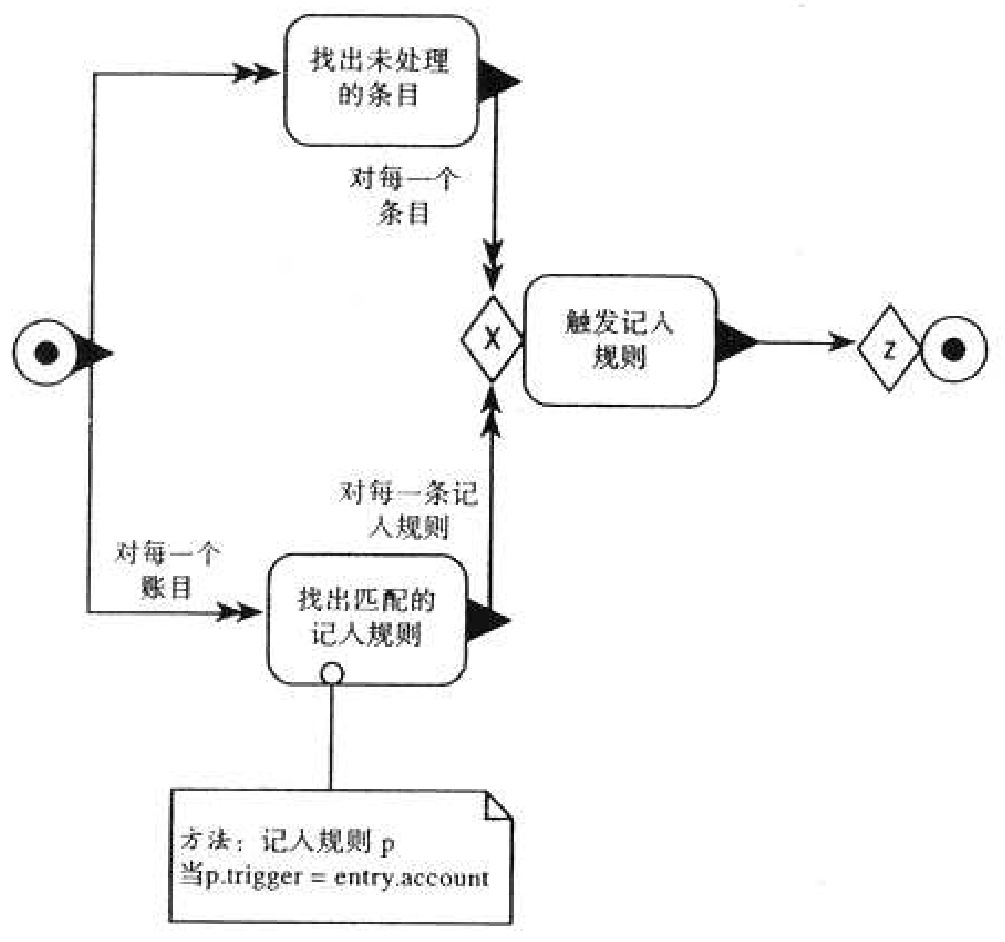 找出未处理
的条目
对每一个
条目
X
触发记人
规则
z
对每一条记
人规则
对每一个
账目
找出匹配的
记人规则
方法：记人规则 p
当p.trigger = entry.account